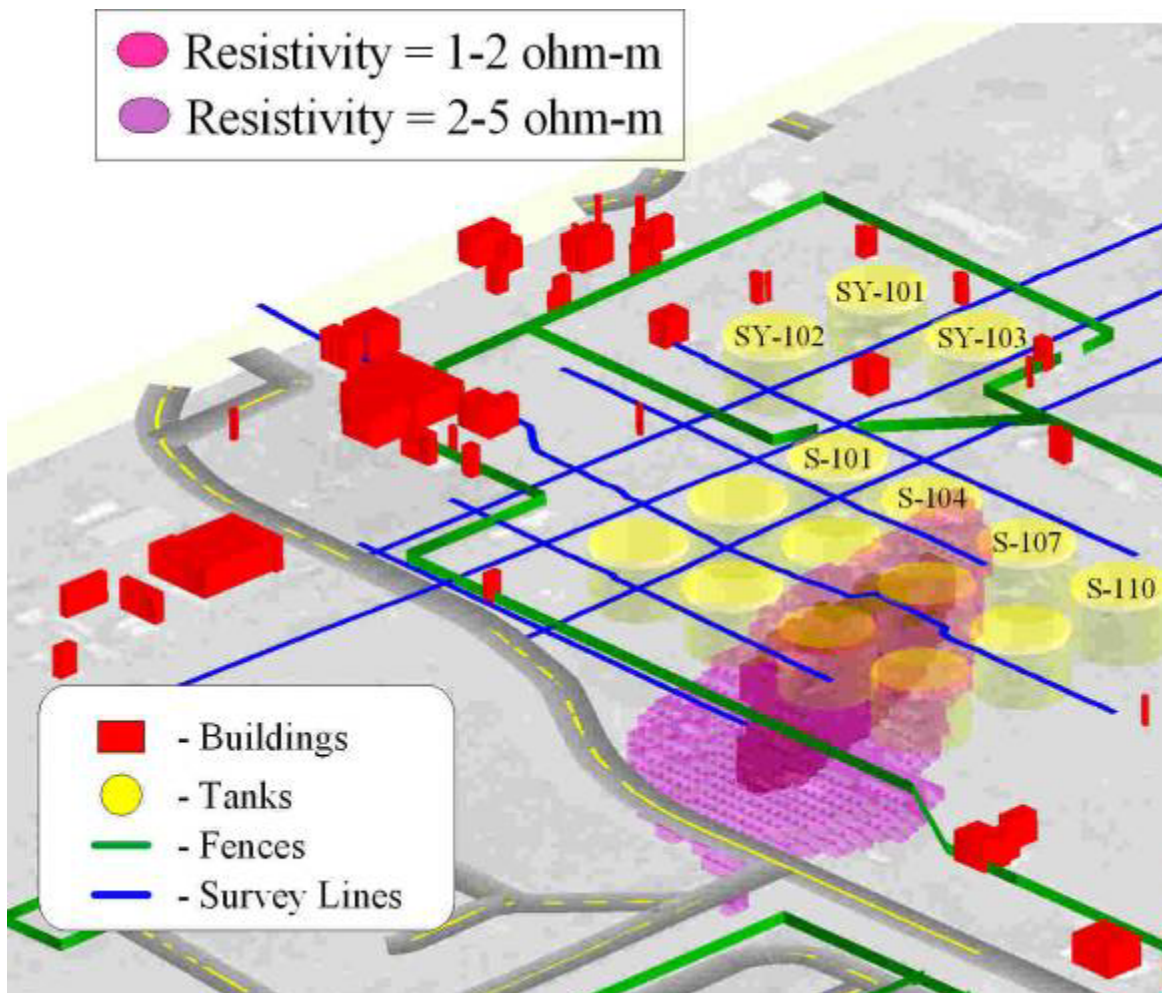 Resistivity = 1-2 ohm-m
Resistivity = 2-5 ohm-m
SY-101
SY-102
SY-103
S-101
S-104
S-107
S-110
- Buildings
- Tanks
- Fences
- Survey Lines